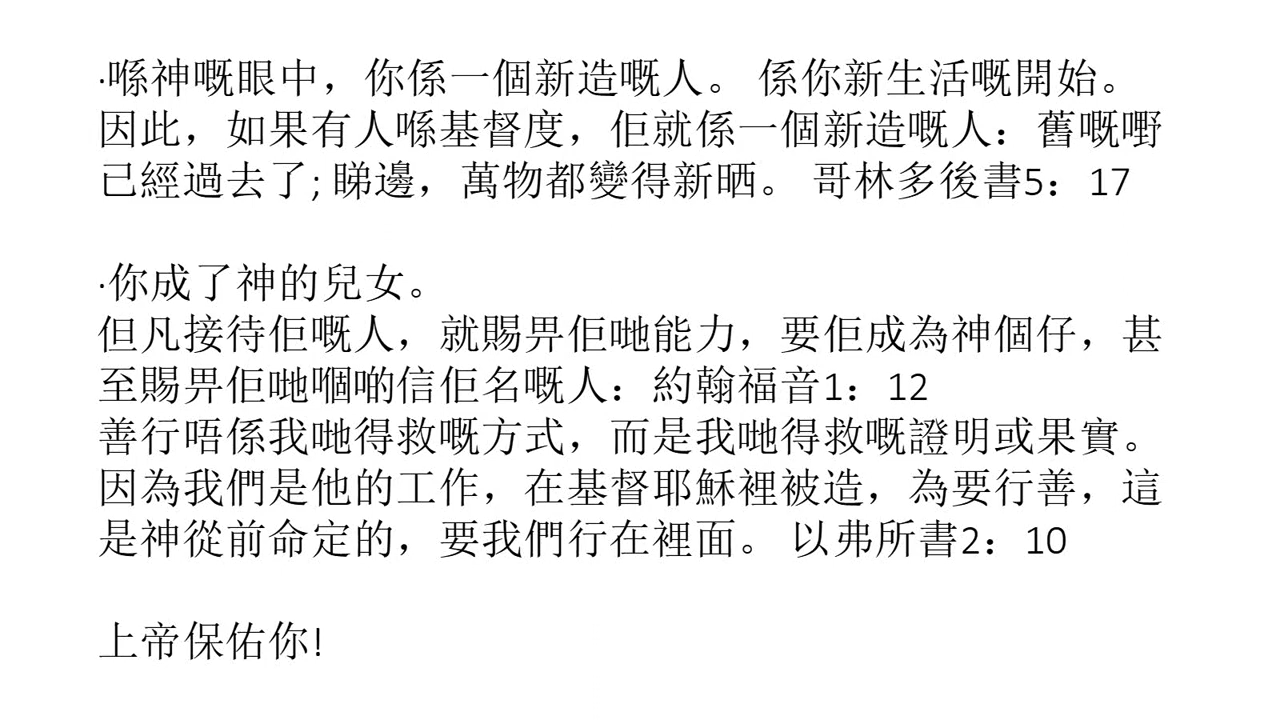 ·喺神嘅眼中，你係一個新造嘅人。 係你新生活嘅開始。
因此，如果有人喺基督度，佢就係一個新造嘅人：舊嘅嘢
已經過去了; 睇邊，萬物都變得新晒。 哥林多後書5：17
·你成了神的兒女。
但凡接待佢嘅人，就賜畀佢哋能力，要佢成為神個仔，甚
至賜畀佢哋嗰啲信佢名嘅人：約翰福音1：12
善行唔係我哋得救嘅方式，而是我哋得救嘅證明或果實。
因為我們是他的工作，在基督耶穌裡被造，為要行善，這
是神從前命定的，要我們行在裡面。 以弗所書2：10
上帝保佑你!